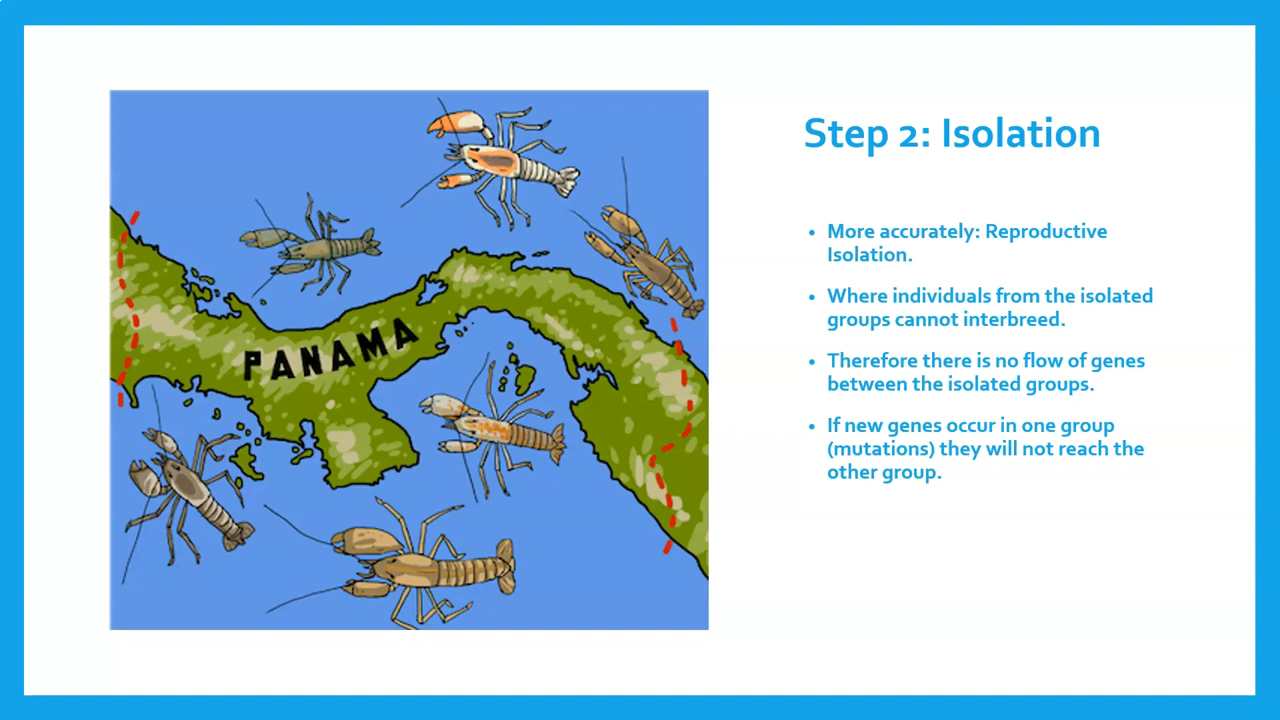 PANAMA
Step 2: Isolation
• More accurately: Reproductive
Isolation.
• Where individuals from the isolated
groups cannot interbreed.
• Therefore there is no flow of genes
between the isolated groups.
• If new genes occur in one group
(mutations) they will not reach the
other group.